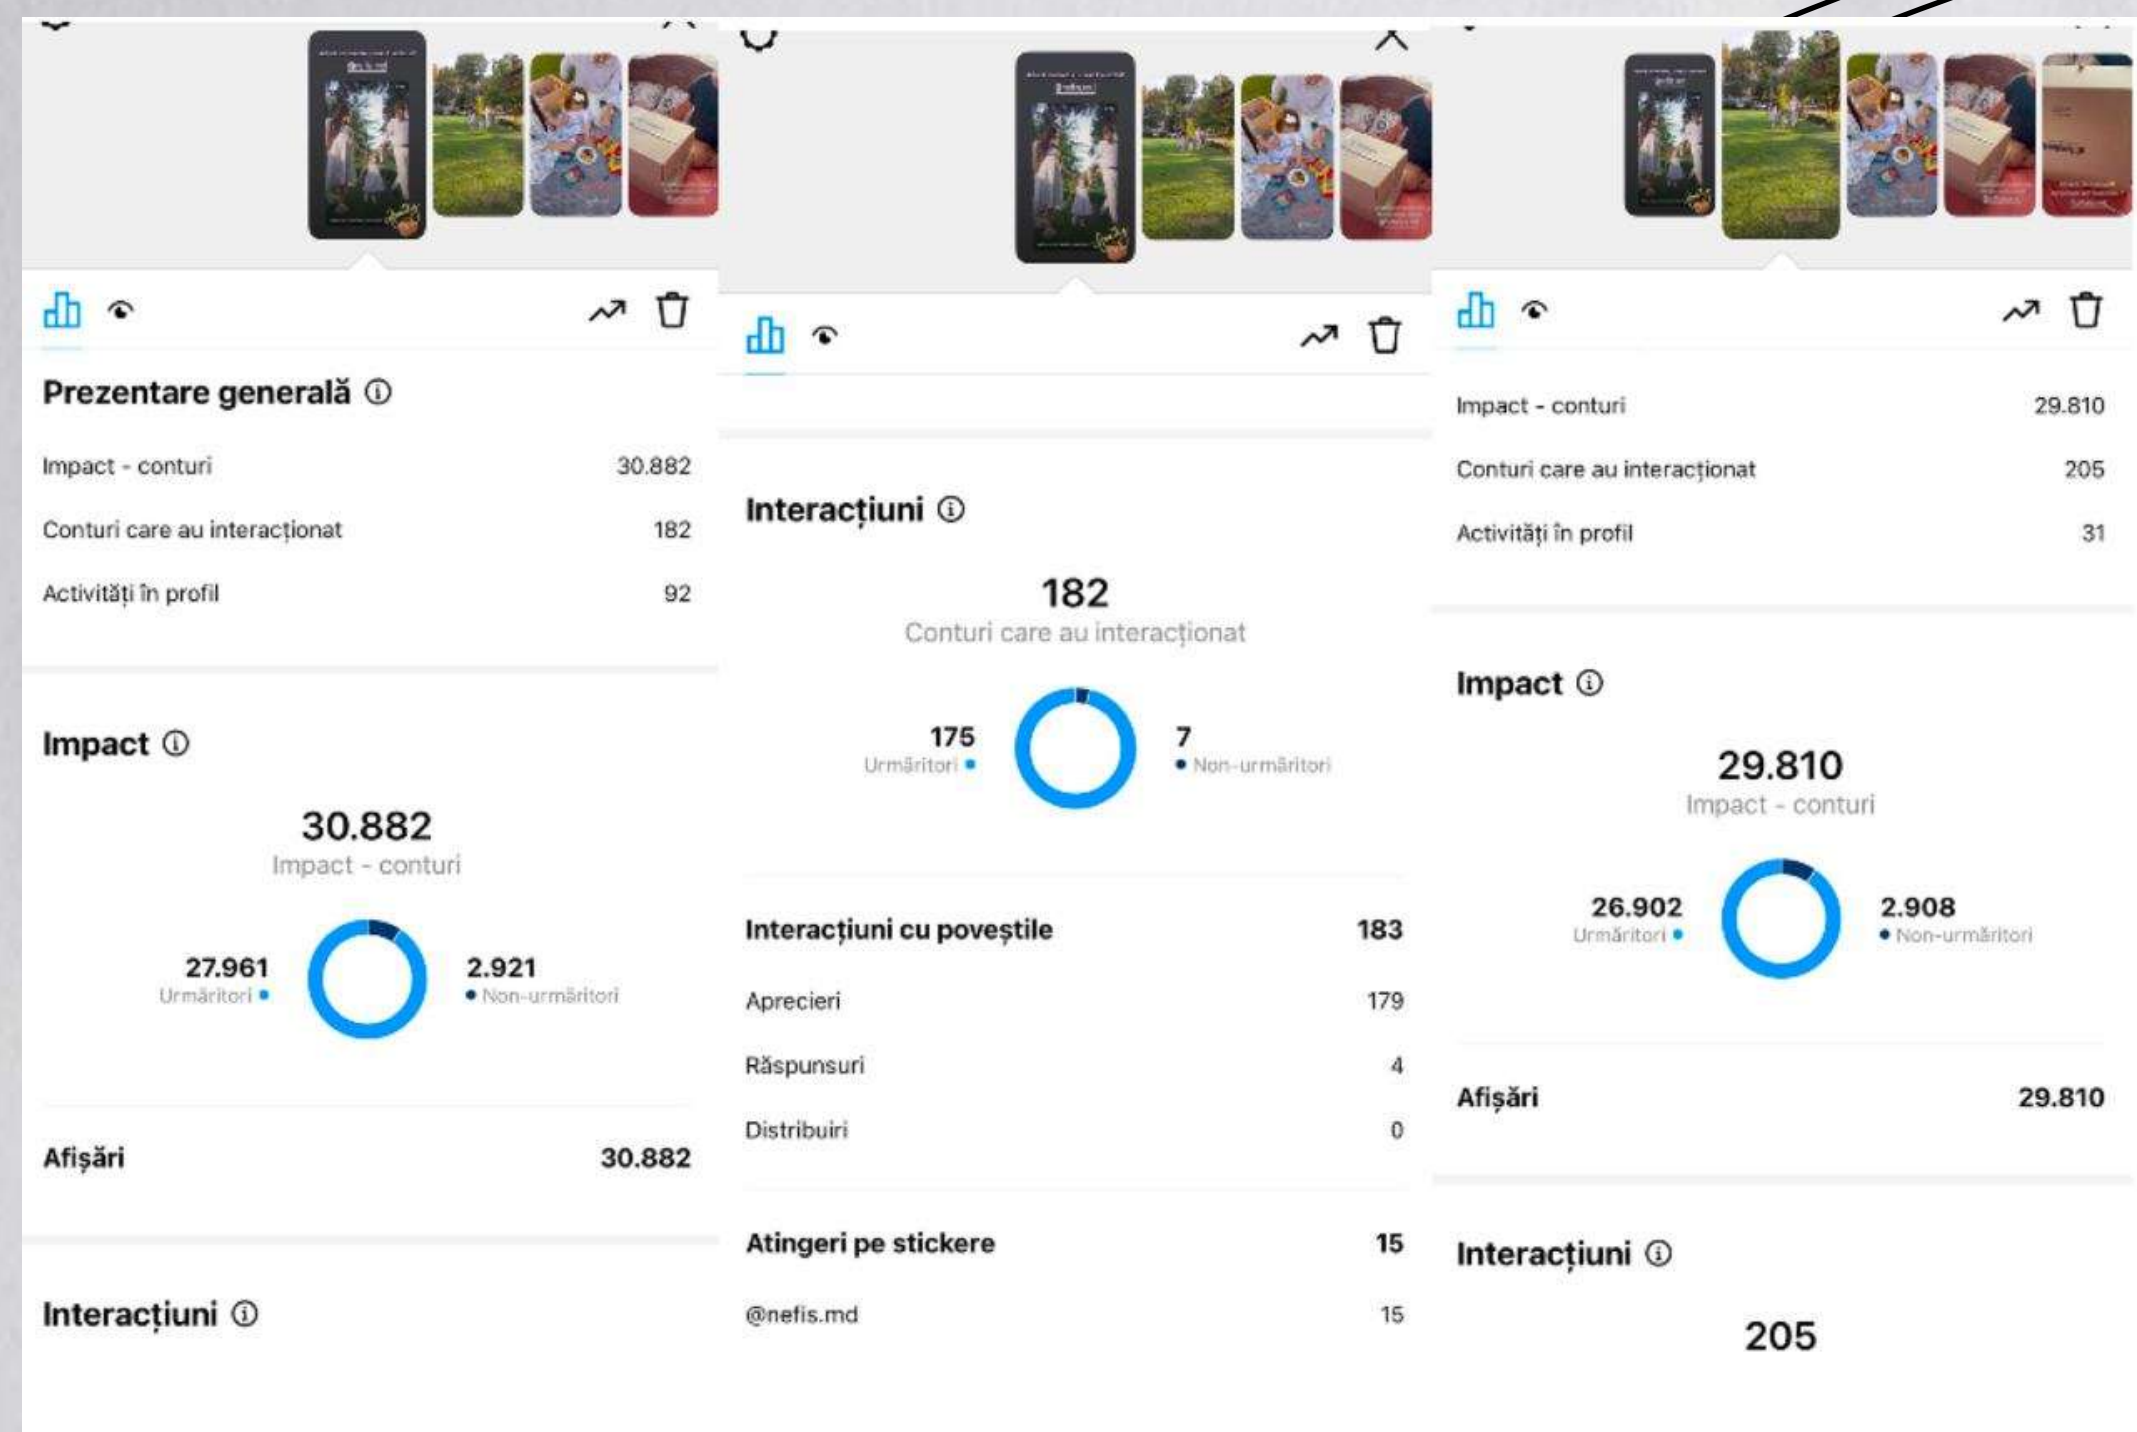 Prezentare generală
Impact - conturi 30.882
Conturi care au interacționat 182
Activități în profil 92
Impact
30.882
Impact - conturi
27.961 2.921
Urmăritori Non-urmăritori
Afișări 30.882
Interacțiuni
Interacțiuni
182
Conturi care au interacționat
175 7
Urmăritori Non-urmăritori
Interacțiuni cu poveștile 183
Aprecieri 179
Răspunsuri 4
Distribuiri 0
Atingeri pe stickere 15
@nefis.md 15
Impact - conturi 29.810
Conturi care au interacționat 205
Activități în profil 31
Impact
29.810
Impact - conturi
26.902 2.908
Urmăritori Non-urmăritori
Afișări 29.810
Interacțiuni
205